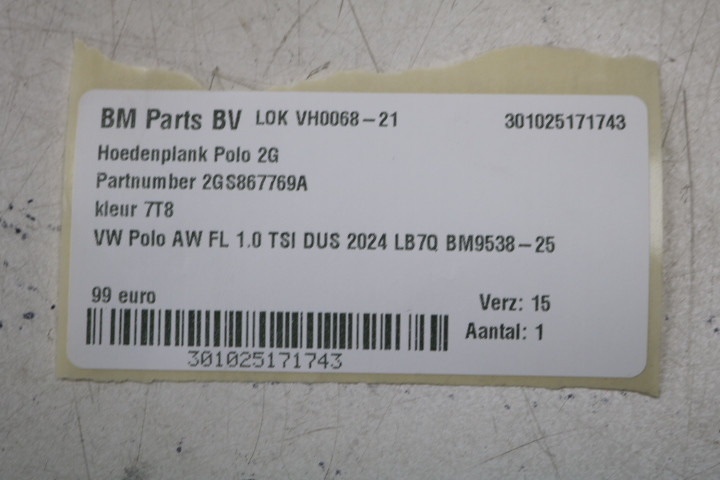 BM Parts BV LOK VH0068-21 301025171743
Hoedenplank Polo 2G
Partnumber 2GS867769A
kleur 7T8
VW Polo AW FL 1.0 TSI DUS 2024 LB7Q BM9538-25
99 euro Verz: 15
Aantal: 1
301025171743